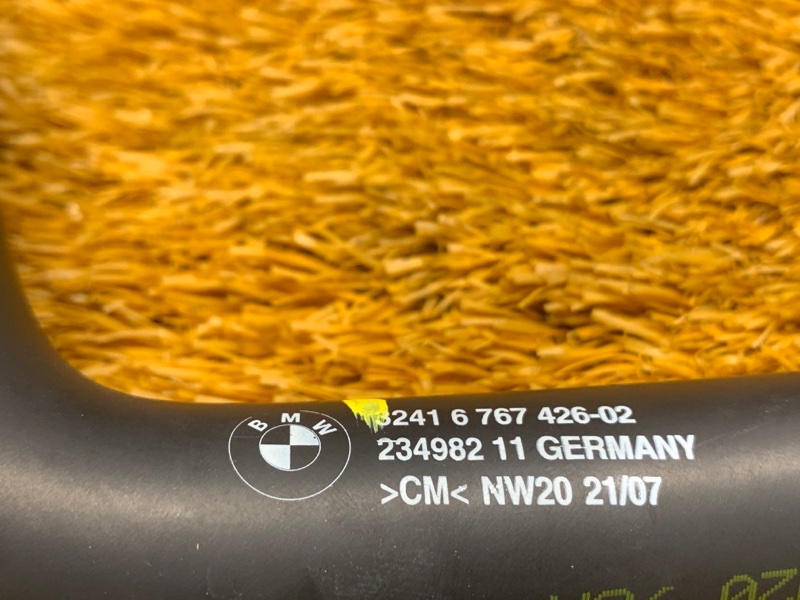 BMW
3241 6 767 426-02
234982 11 GERMANY
>CM< NW20 21/07